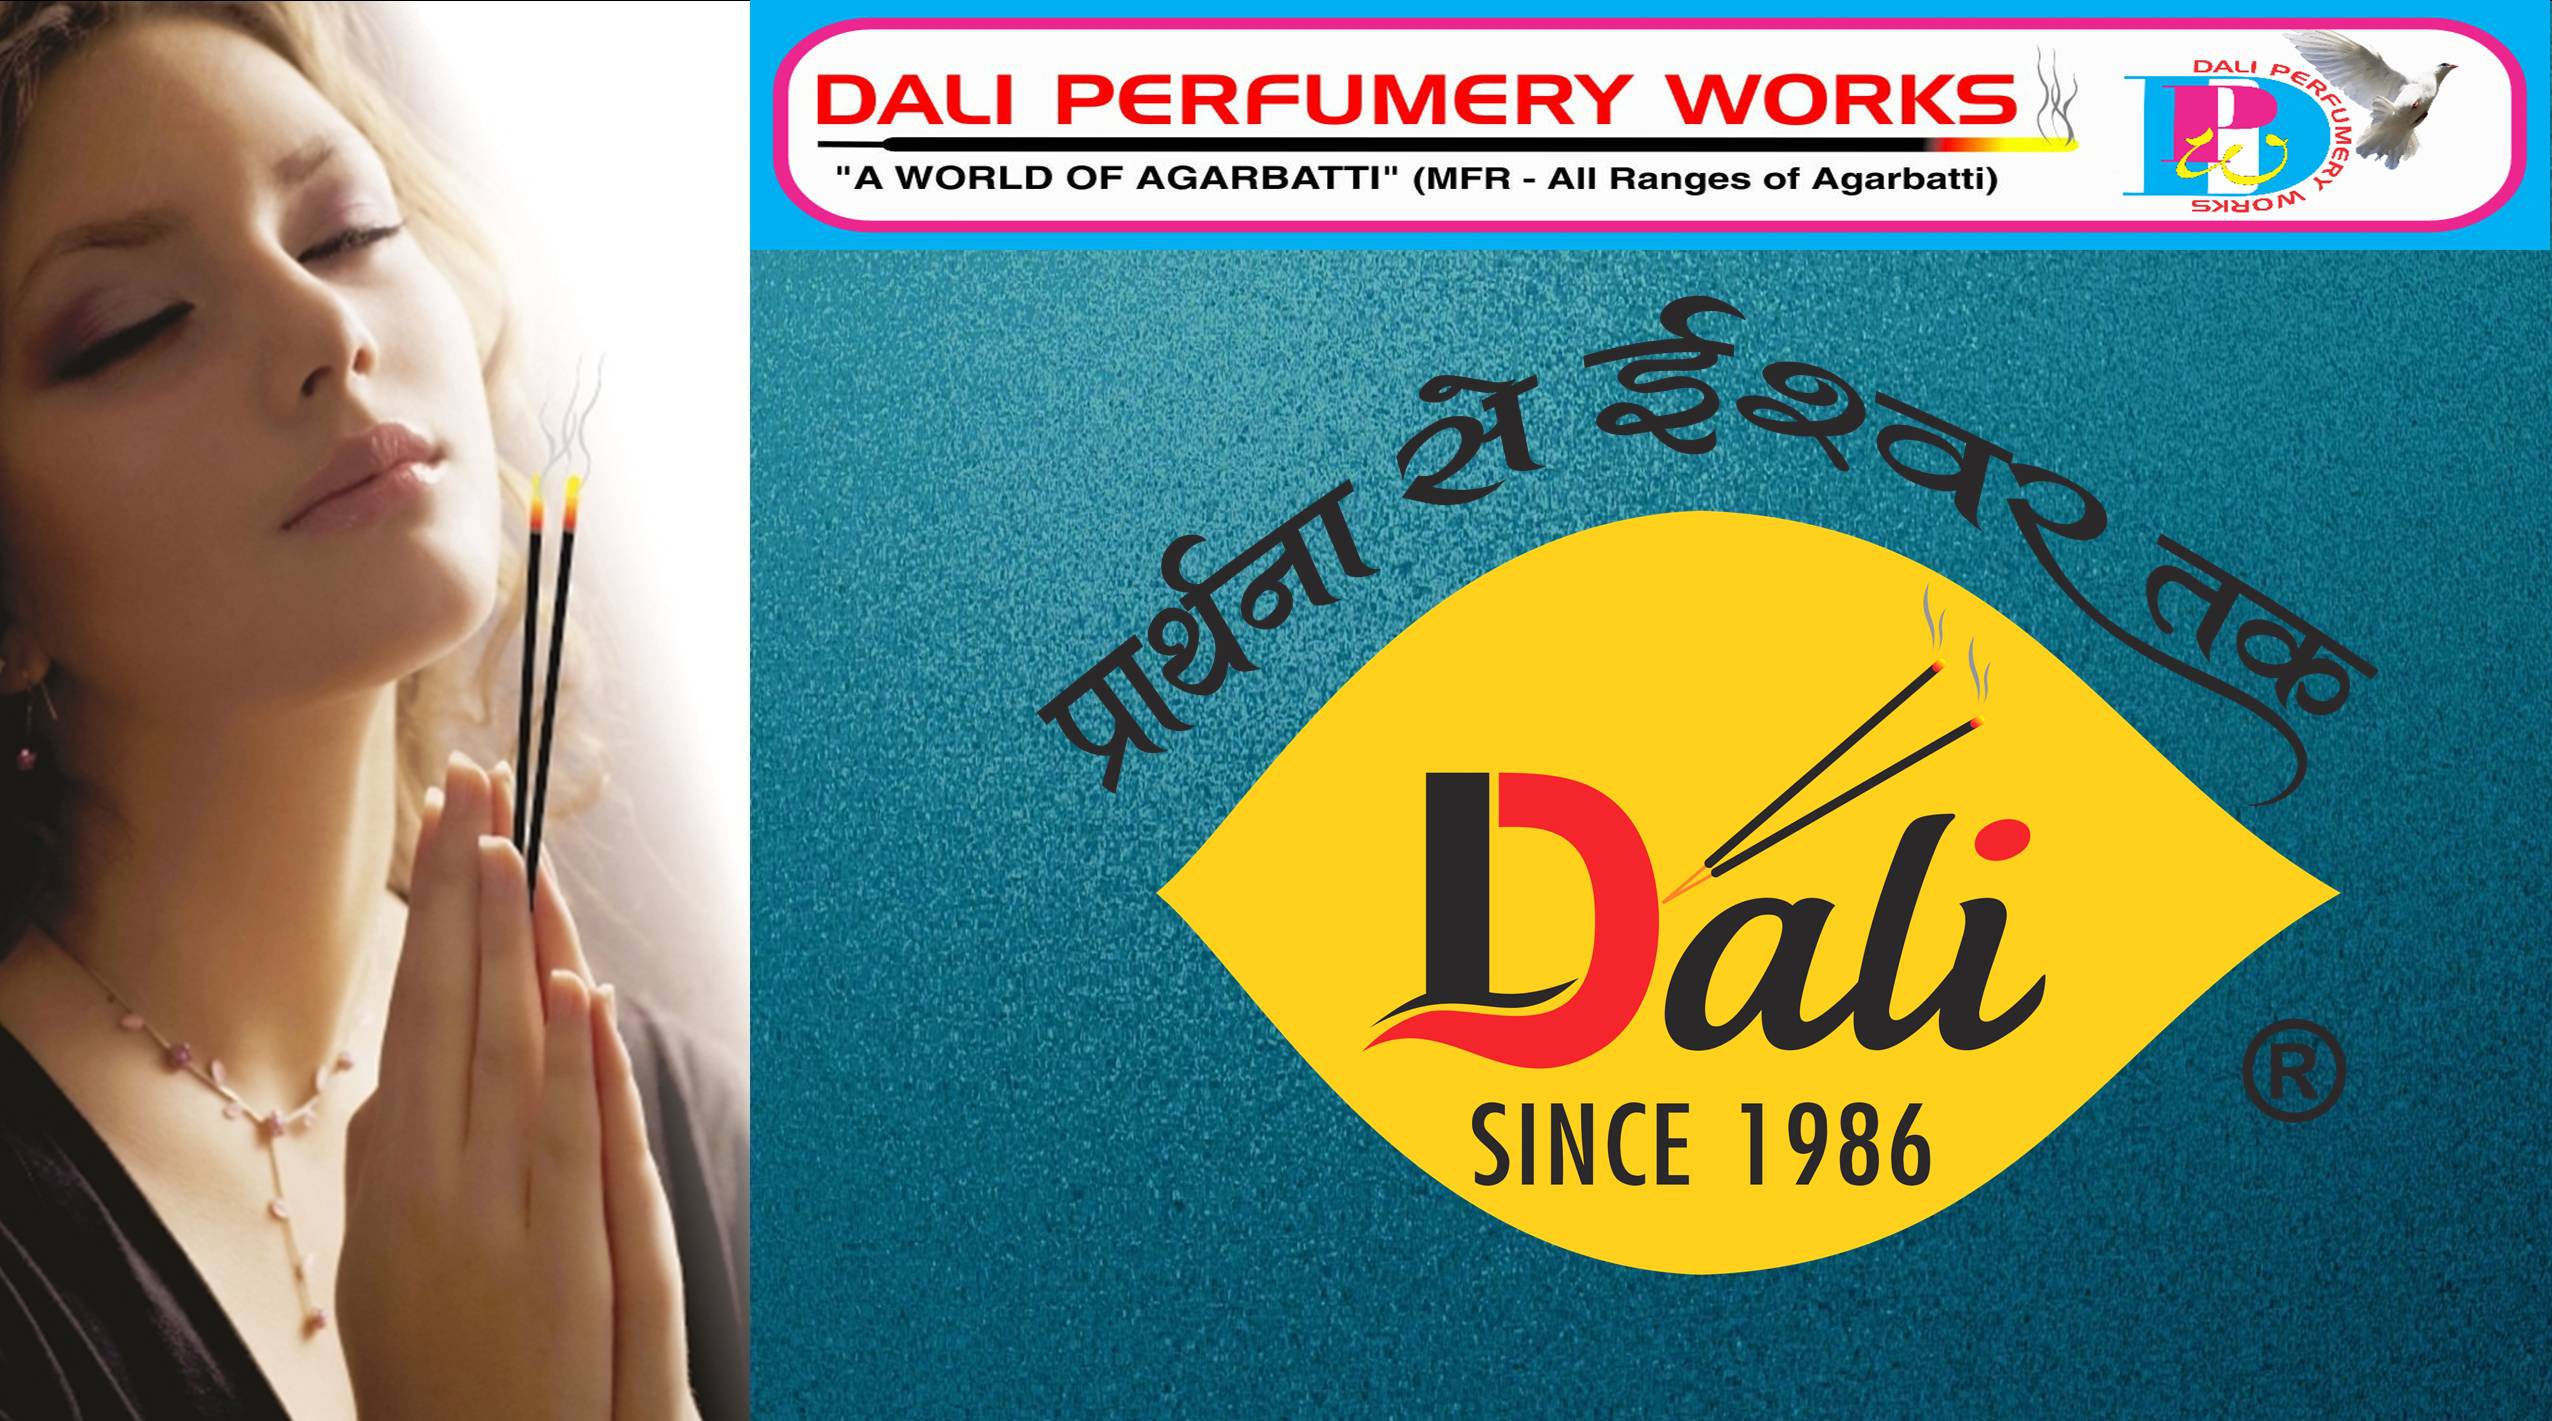 DALI PERFUMERY WORKS
"A WORLD OF AGARBATTI" (MFR - All Ranges of Agarbatti)
DALI PERFUMERY WORKS
DPW
प्रार्थना से ईश्वर तक
Dali
SINCE 1986
®